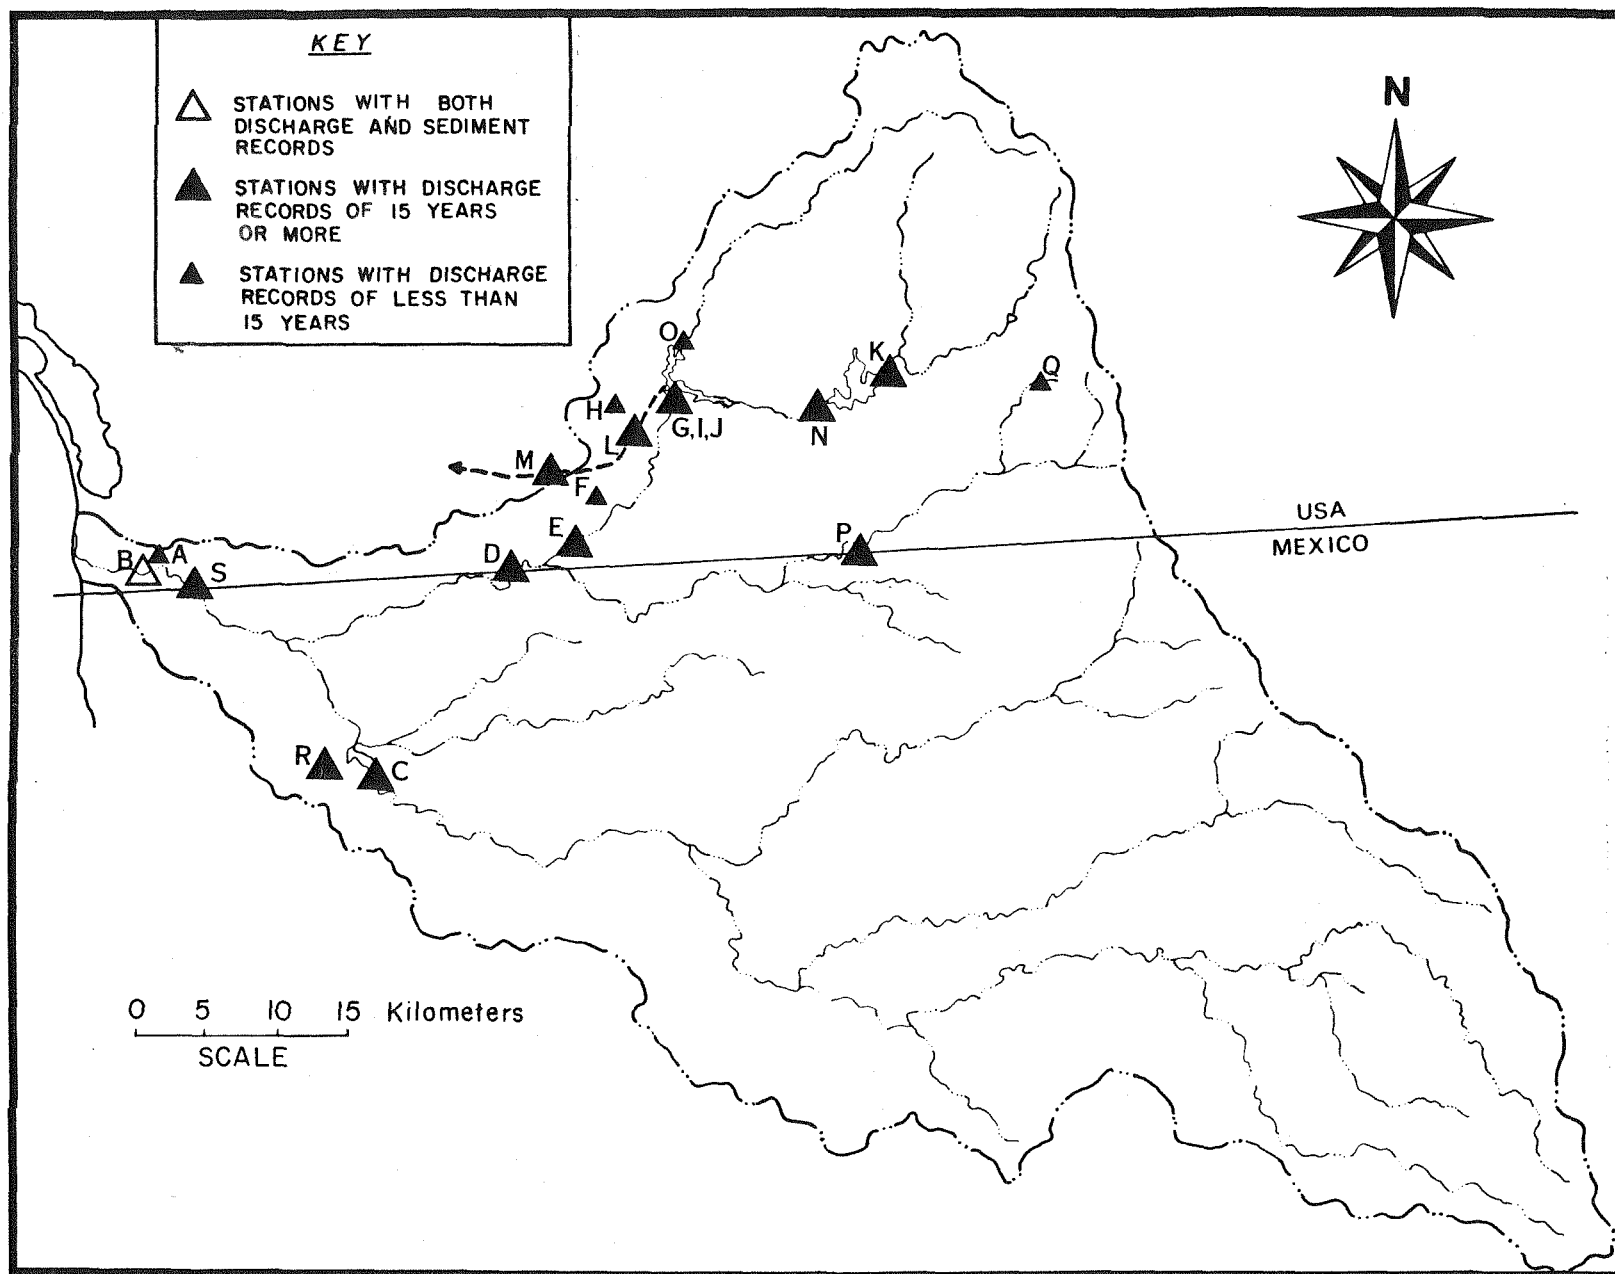 KEY
STATIONS WITH BOTH
DISCHARGE AND SEDIMENT
RECORDS
STATIONS WITH DISCHARGE
RECORDS OF 15 YEARS
OR MORE
STATIONS WITH DISCHARGE
RECORDS OF LESS THAN
15 YEARS
N
O
K
Q
H
G,I,J
N
L
M
F
USA
MEXICO
E
P
D
B
A
S
R
C
0 5 10 15 Kilometers
SCALE